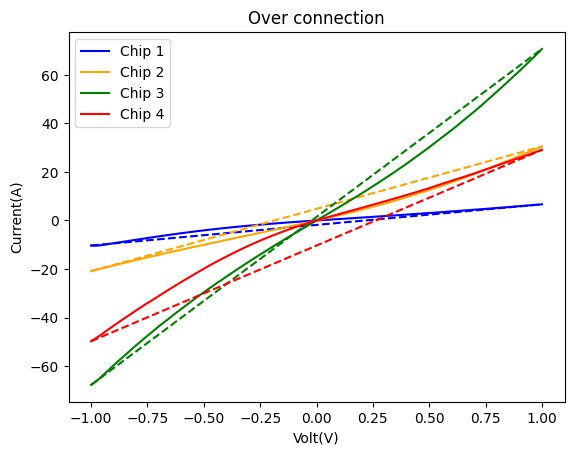 Over connection
Chip 1
Chip 2
Chip 3
Chip 4
60
40
20
0
−20
−40
−60
Current(A)
−1.00 −0.75 −0.50 −0.25 0.00 0.25 0.50 0.75 1.00
Volt(V)